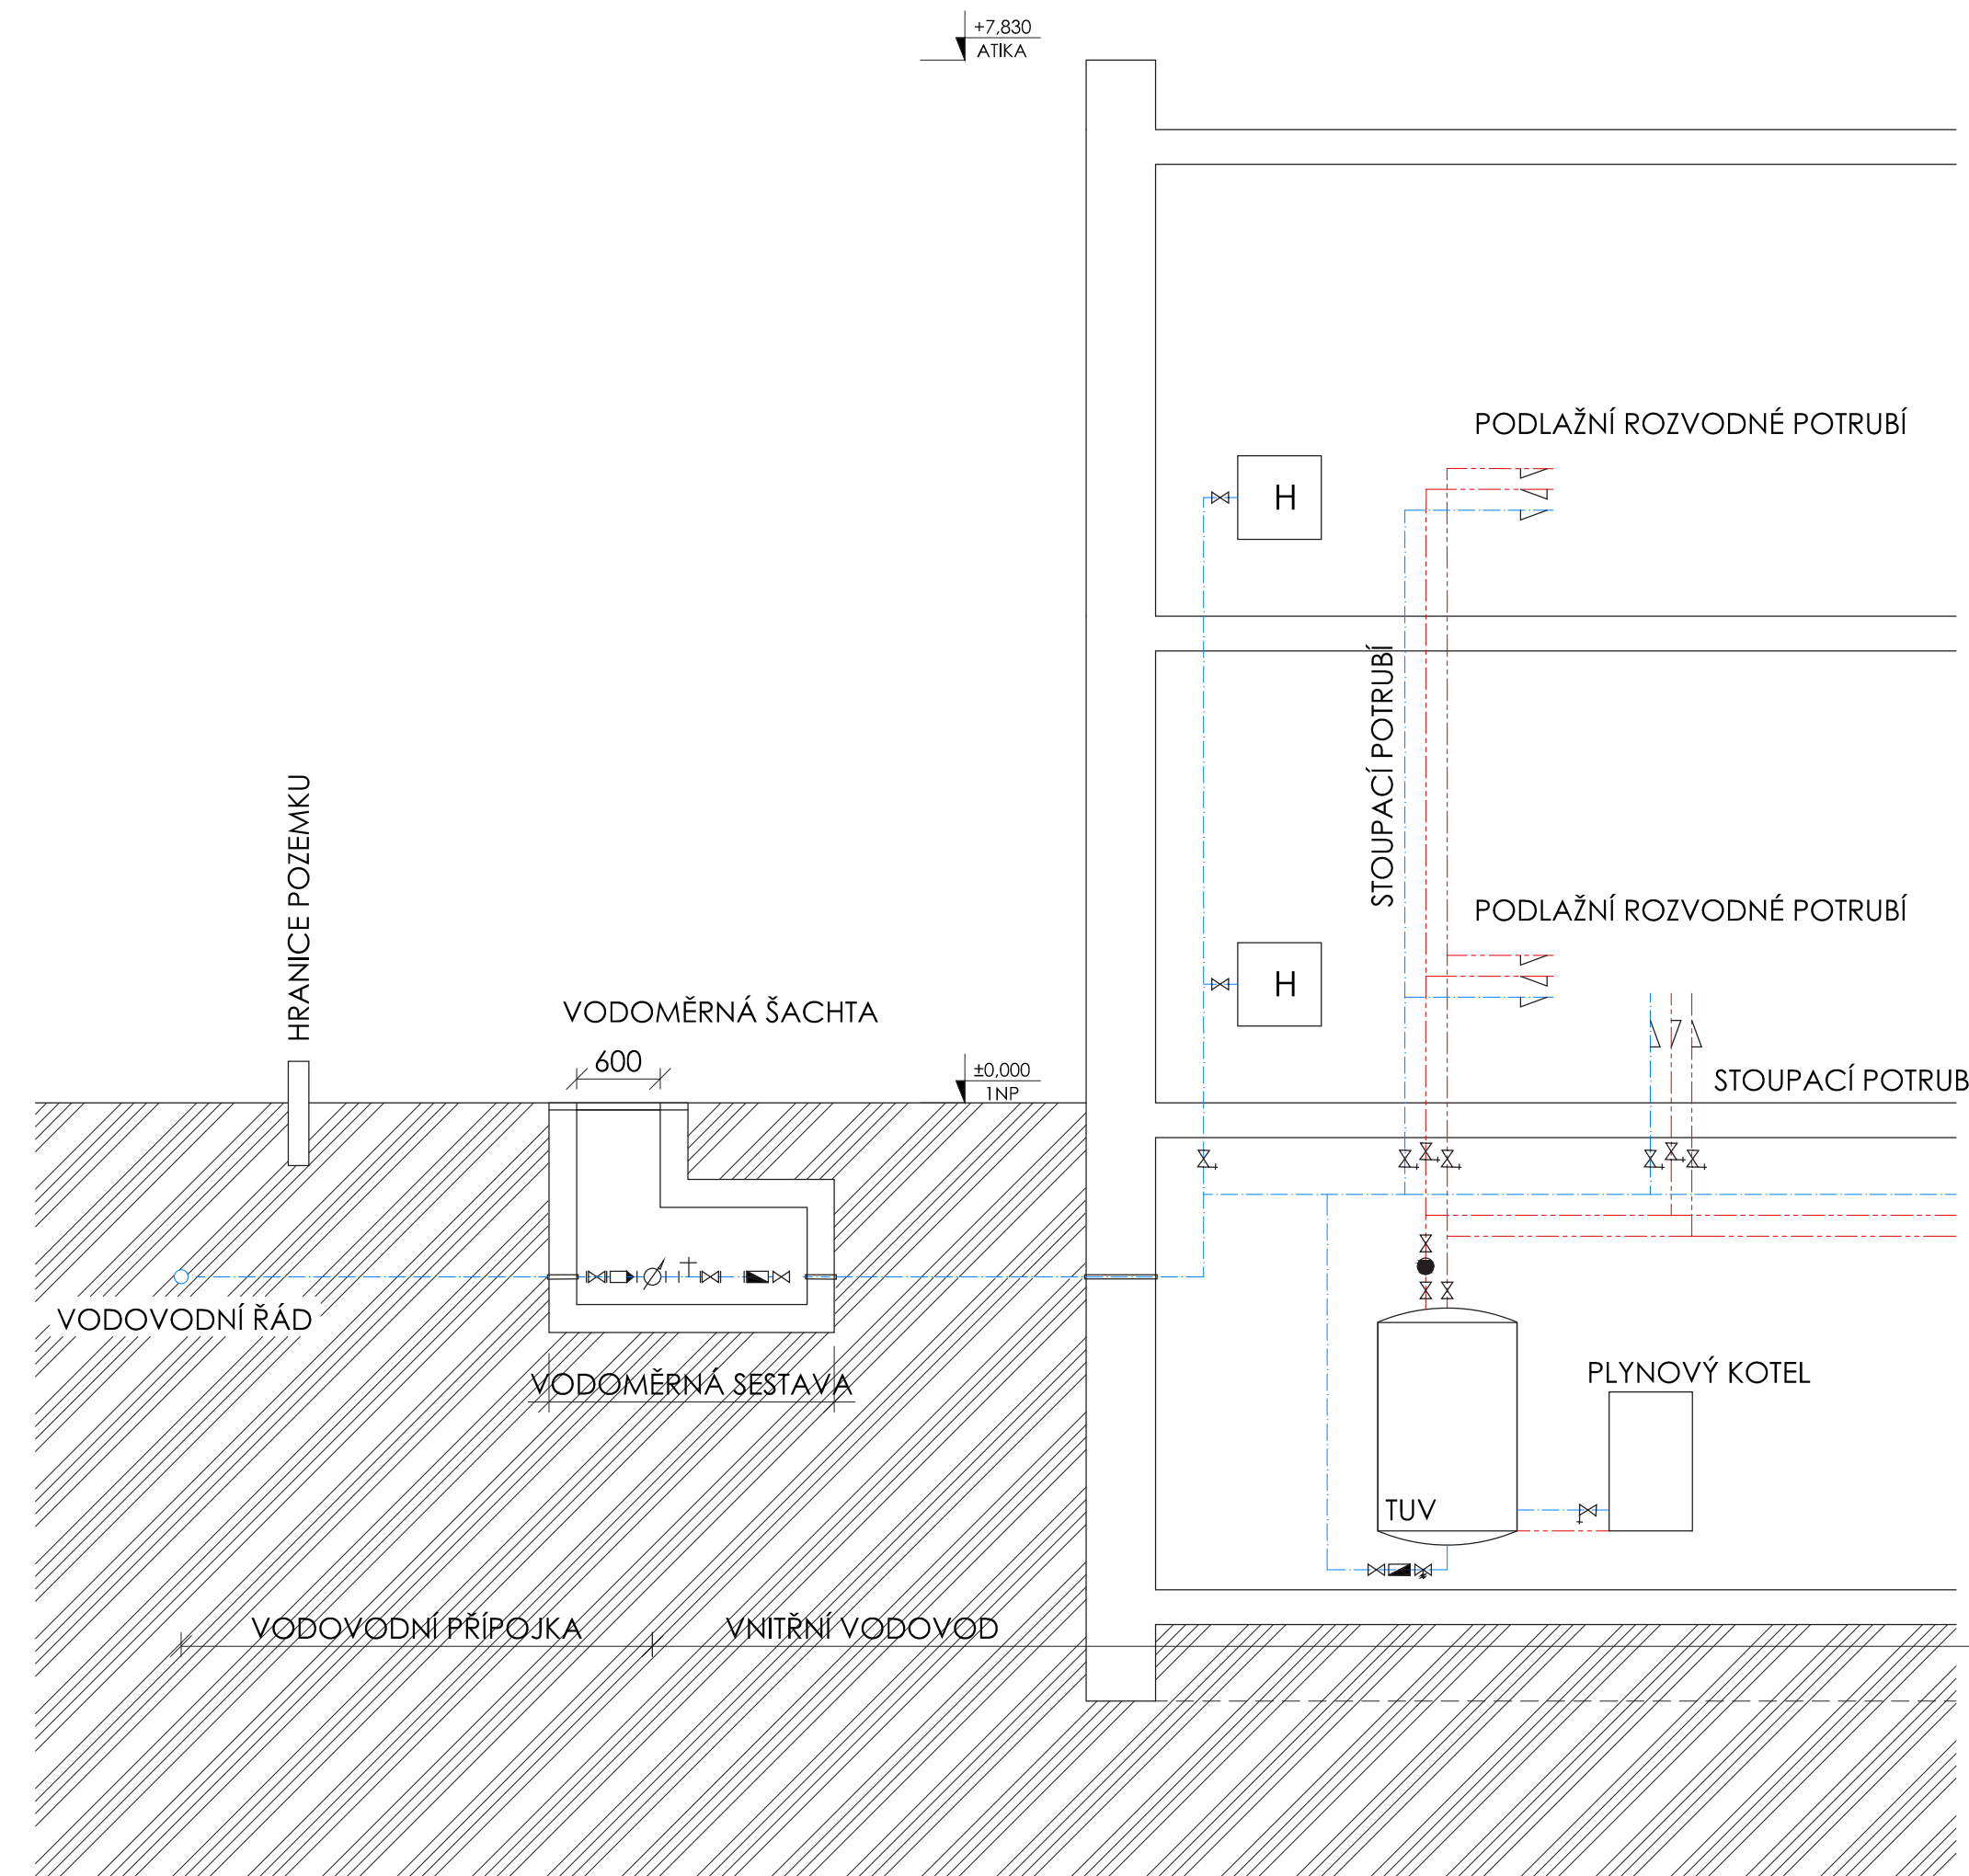 +7,830
ATIKA
PODLAŽNÍ ROZVODNÉ POTRUBÍ
H
STOUPACÍ POTRUBÍ
HRANICE POZEMKU
PODLAŽNÍ ROZVODNÉ POTRUBÍ
H
VODOMĚRNÁ ŠACHTA
600
±0,000
1NP
STOUPACÍ POTRUB
VODOVODNÍ ŘÁD
VODOMĚRNÁ SESTAVA
PLYNOVÝ KOTEL
TUV
VODOVODNÍ PŘÍPOJKA
VNITŘNÍ VODOVOD